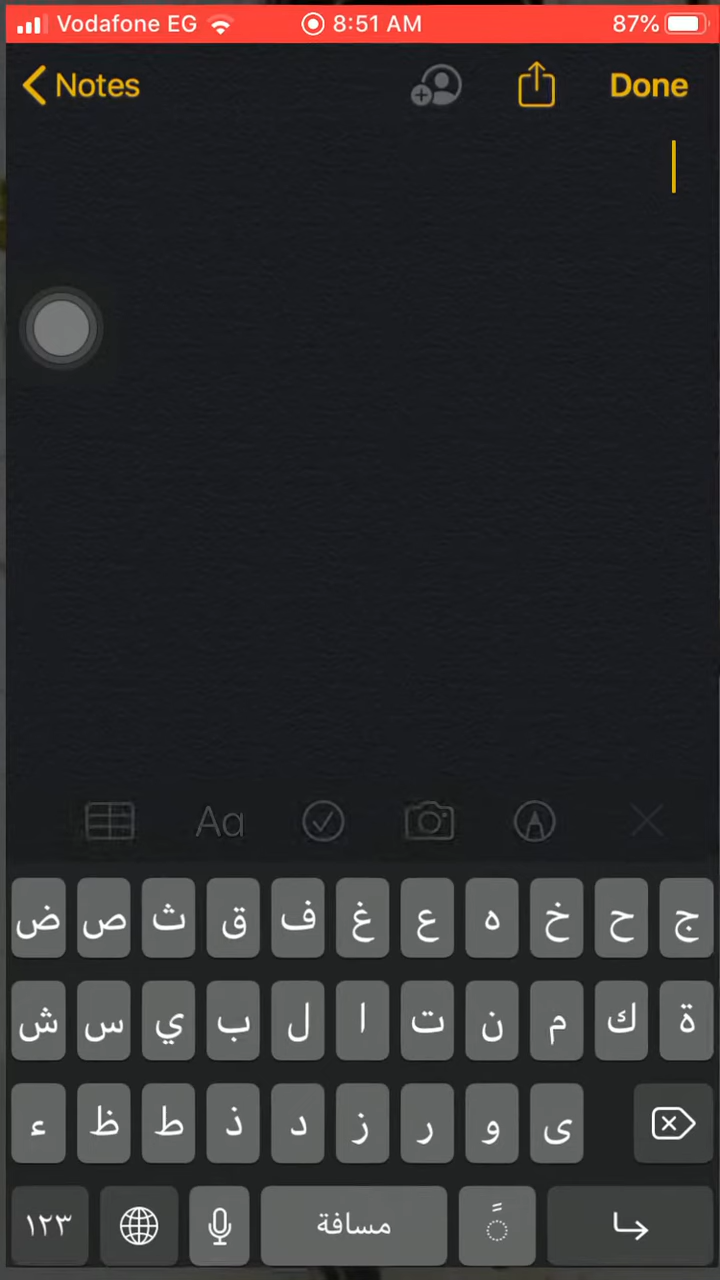 Vodafone EG 8:51 AM 87%
Notes Done
Aa
ض ص ث ق ف غ ع ه خ ح ج
ش س ي ب ل ا ت ن م ك ة
ء ظ ط ذ د ز ر و ى
١٢٣ مسافة